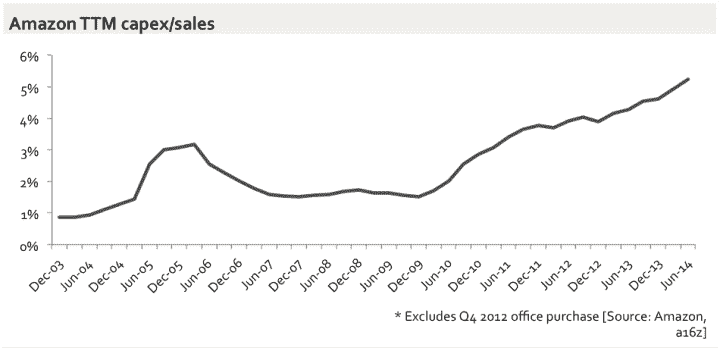 Amazon TTM capex/sales
6%
5%
4%
3%
2%
1%
0%
Dec-03
Jun-04
Dec-04
Jun-05
Dec-05
Jun-06
Dec-06
Jun-07
Dec-07
Jun-08
Dec-08
Jun-09
Dec-09
Jun-10
Dec-10
Jun-11
Dec-11
Jun-12
Dec-12
Jun-13
Dec-13
Jun-14
* Excludes Q4 2012 office purchase [Source: Amazon,
a16z]